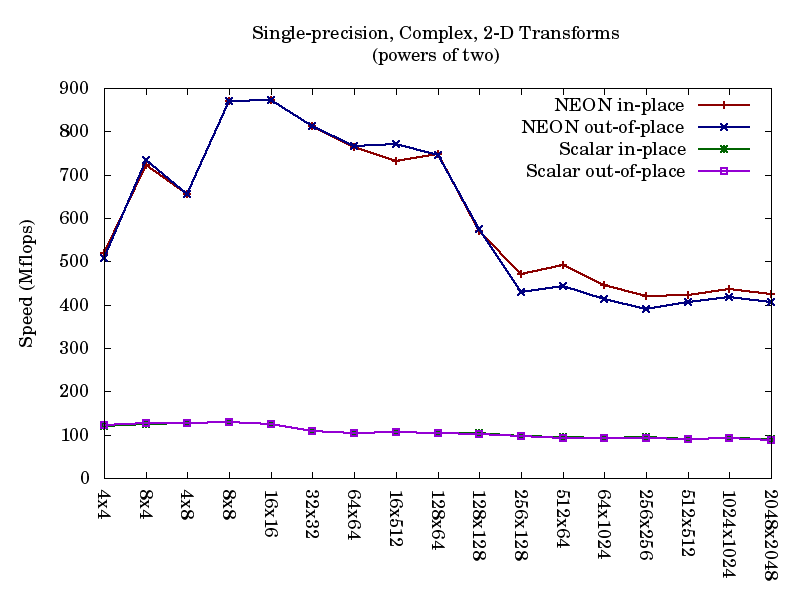 Single-precision, Complex, 2-D Transforms
(powers of two)
NEON in-place
NEON out-of-place
Scalar in-place
Scalar out-of-place
Speed (Mflops)
900
800
700
600
500
400
300
200
100
0
4x4
8x4
4x8
8x8
16x16
32x32
64x64
16x512
128x64
128x128
256x128
512x64
64x1024
256x256
512x512
1024x1024
2048x2048